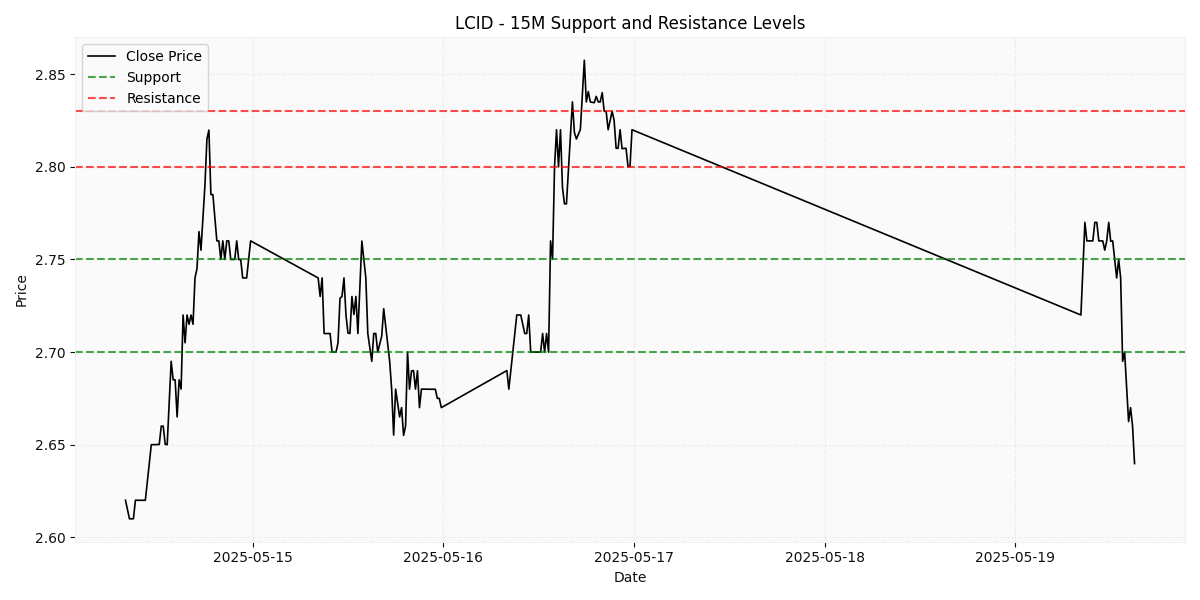 LCID - 15M Support and Resistance Levels
Close Price
Support
Resistance
2.85
2.80
2.75
2.70
2.65
2.60
Price
2025-05-15
2025-05-16
2025-05-17
2025-05-18
2025-05-19
Date